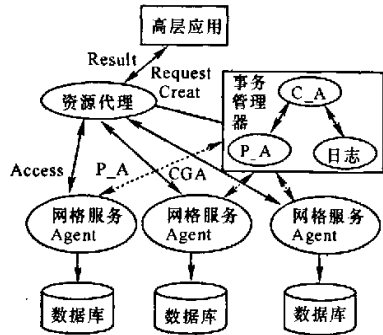 高层应用
Result
Request
Creat
资源代理
事务
管理
器
C_A
P_A
日志
Access
P_A
CGA
网格服务
Agent
网格服务
Agent
网格服务
Agent
数据库
数据库
数据库